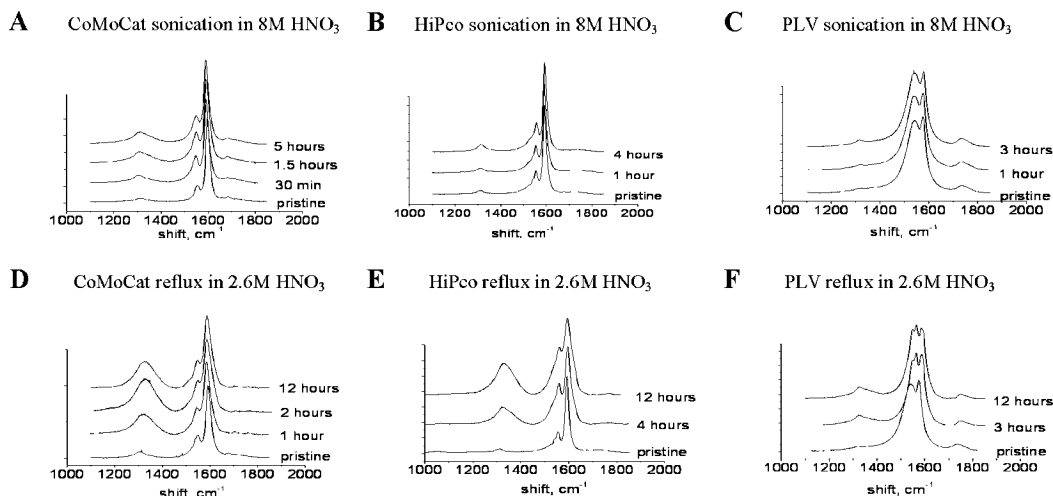 A CoMoCat sonication in 8M HNO₃
5 hours
1.5 hours
30 min
pristine
1000 1200 1400 1600 1800 2000
shift, cm⁻¹
B HiPco sonication in 8M HNO₃
4 hours
1 hour
pristine
1000 1200 1400 1600 1800 2000
shift, cm⁻¹
C PLV sonication in 8M HNO₃
3 hours
1 hour
pristine
1000 1200 1400 1600 1800 2000
shift, cm⁻¹
D CoMoCat reflux in 2.6M HNO₃
12 hours
2 hours
1 hour
pristine
1000 1200 1400 1600 1800 2000
shift, cm⁻¹
E HiPco reflux in 2.6M HNO₃
12 hours
4 hours
pristine
1000 1200 1400 1600 1800 2000
shift, cm⁻¹
F PLV reflux in 2.6M HNO₃
12 hours
3 hours
pristine
1000 1200 1400 1600 1800 2000
shift, cm⁻¹